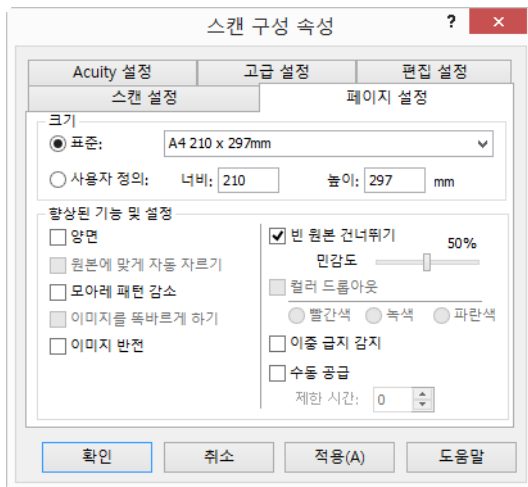 스캔 구성 속성
?
×
Acuity 설정 고급 설정 편집 설정
스캔 설정 페이지 설정
크기
표준: A4 210 x 297mm
사용자 정의: 너비: 210 높이: 297 mm
향상된 기능 및 설정
양면
원본에 맞게 자동 자르기
모아레 패턴 감소
이미지를 똑바르게 하기
이미지 반전
빈 원본 건너뛰기
민감도 50%
컬러 드롭아웃
빨간색 녹색 파란색
이중 급지 감지
수동 공급
제한 시간: 0
확인 취소 적용(A) 도움말